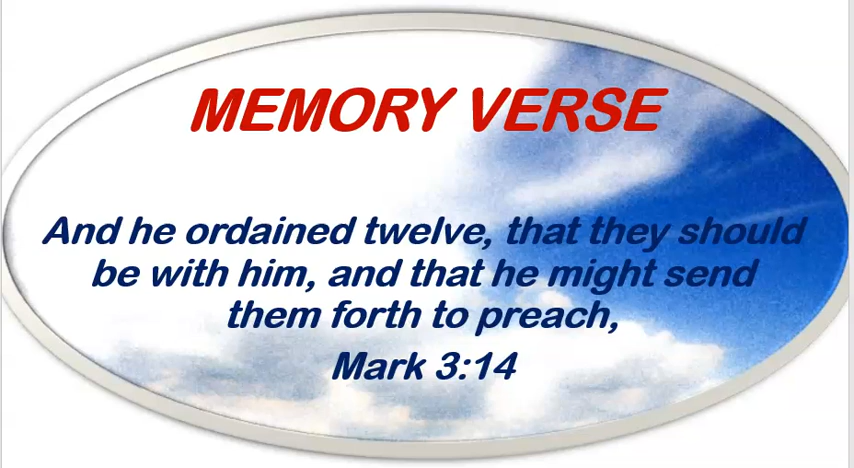 MEMORY VERSE
And he ordained twelve, that they should
be with him, and that he might send
them forth to preach,
Mark 3:14